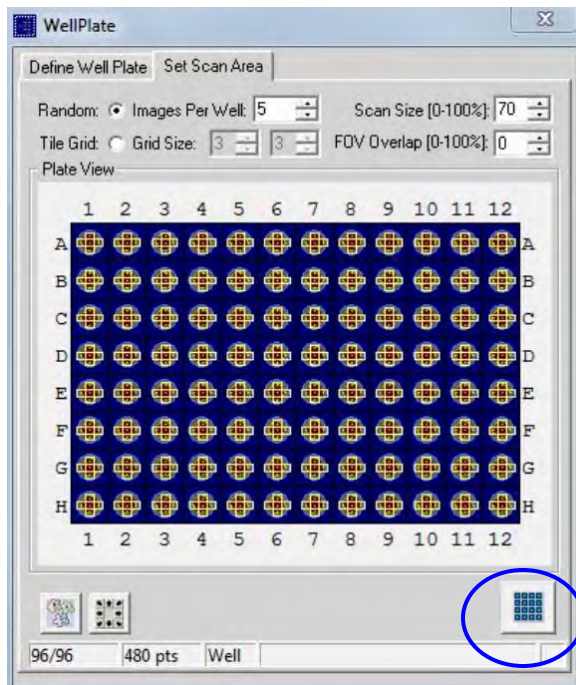 WellPlate
Define Well Plate Set Scan Area
Random: Images Per Well: 5 Scan Size [0-100%]: 70
Tile Grid: Grid Size: 3 3 FOV Overlap [0-100%]: 0
Plate View
1 2 3 4 5 6 7 8 9 10 11 12
A A
B B
C C
D D
E E
F F
G G
H H
1 2 3 4 5 6 7 8 9 10 11 12
96/96 480 pts Well